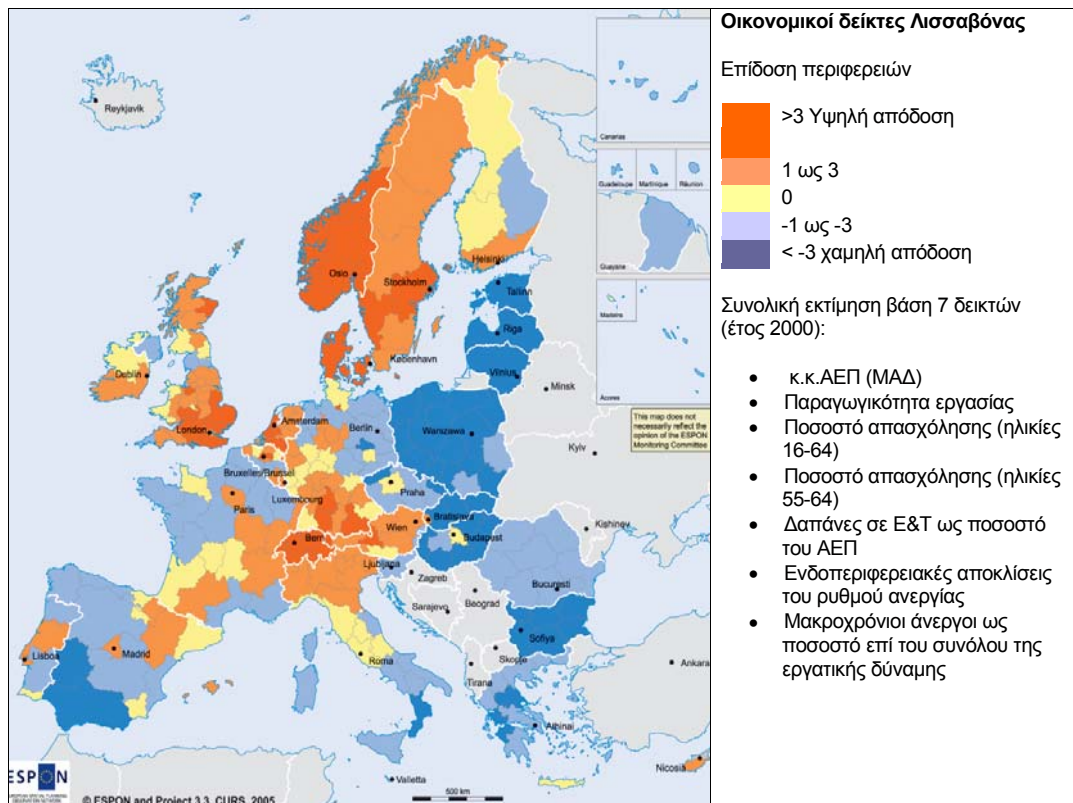 Οικονομικοί δείκτες Λισσαβόνας
Επίδοση περιφερειών
>3 Υψηλή απόδοση
1 ως 3
0
-1 ως -3
< -3 χαμηλή απόδοση
Συνολική εκτίμηση βάση 7 δεικτών
(έτος 2000):
• κ.κ.ΑΕΠ (ΜΑΔ)
• Παραγωγικότητα εργασίας
• Ποσοστό απασχόλησης (ηλικίες
16-64)
• Ποσοστό απασχόλησης (ηλικίες
55-64)
• Δαπάνες σε Ε&Τ ως ποσοστό
του ΑΕΠ
• Ενδοπεριφερειακές αποκλίσεις
του ρυθμού ανεργίας
• Μακροχρόνιοι άνεργοι ως
ποσοστό επί του συνόλου της
εργατικής δύναμης
Reykjavik
Canarias
Guadeloupe
Martinique
Réunion
Guyane
Madeira
Acores
This map does not
necessarily reflect the
opinion of the ESPON
Monitoring Committee
Helsinki
Oslo
Stockholm
Tallinn
Riga
København
Vilnius
Minsk
Dublin
Amsterdam
Berlin
London
Warszawa
Kyiv
Bruxelles/Brussel
Praha
Luxembourg
Paris
Kishinov
Wien
Bratislava
Bern
Budapest
Ljubljana
Zagreb
Bucuresti
Beograd
Sarajevo
Sofiya
Skopje
Madrid
Lisboa
Roma
Tirana
Ankara
Athinai
Nicosia
Valletta
ESPON
500 km
© ESPON and Project 3.3, CURS, 2005